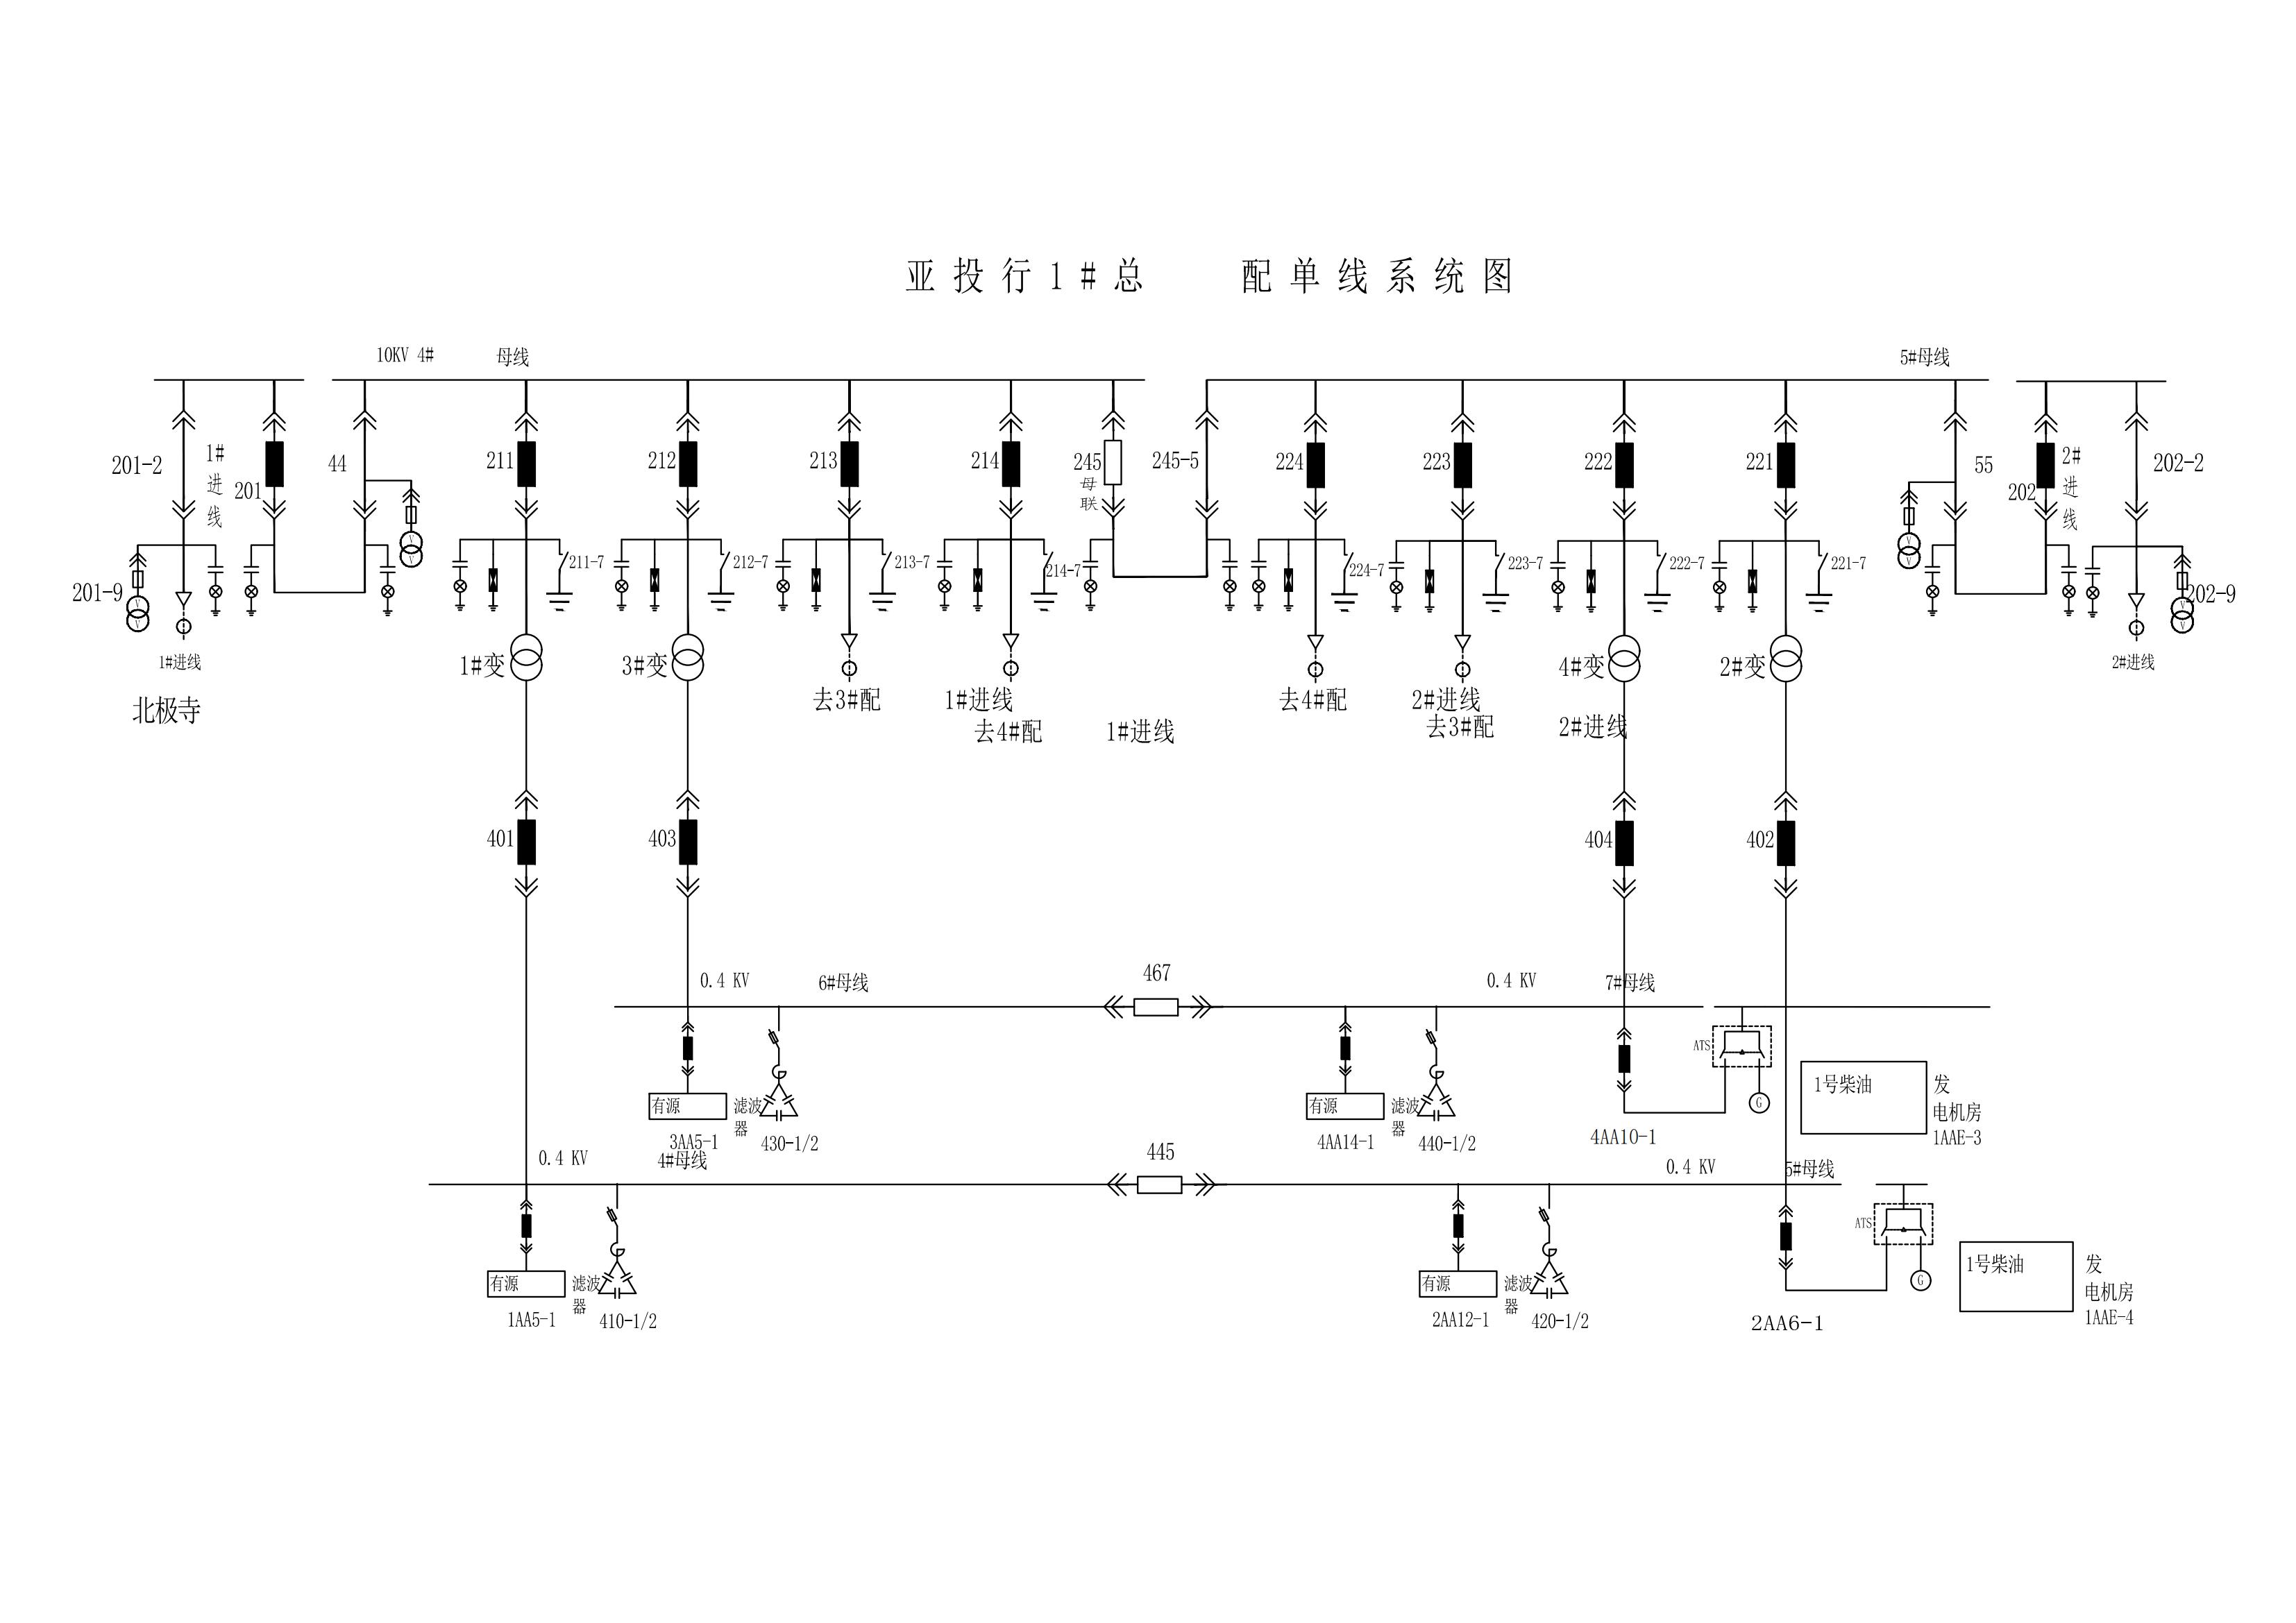 亚投行1#总 配单线系统图
10KV 4# 母线 5#母线
201-2
1#进线
201
44
211
212
213
214
245
母联
245-5
224
223
222
221
55
202
2#进线
202-2
201-9
211-7
212-7
213-7
214-7
224-7
223-7
222-7
221-7
202-9
1#进线
北极寺
1#变
3#变
去3#配
1#进线
去4#配
1#进线
去4#配
2#进线
去3#配
2#进线
4#变
2#变
2#进线
401
403
404
402
0.4 KV 6#母线
467
0.4 KV 7#母线
ATS
G
1号柴油
发
电机房
1AAE-3
有源
滤波
器
3AA5-1
430-1/2
有源
滤波
器
4AA14-1
440-1/2
4AA10-1
0.4 KV 4#母线
445
0.4 KV 5#母线
ATS
G
1号柴油
发
电机房
1AAE-4
有源
滤波
器
1AA5-1
410-1/2
有源
滤波
器
2AA12-1
420-1/2
2AA6-1